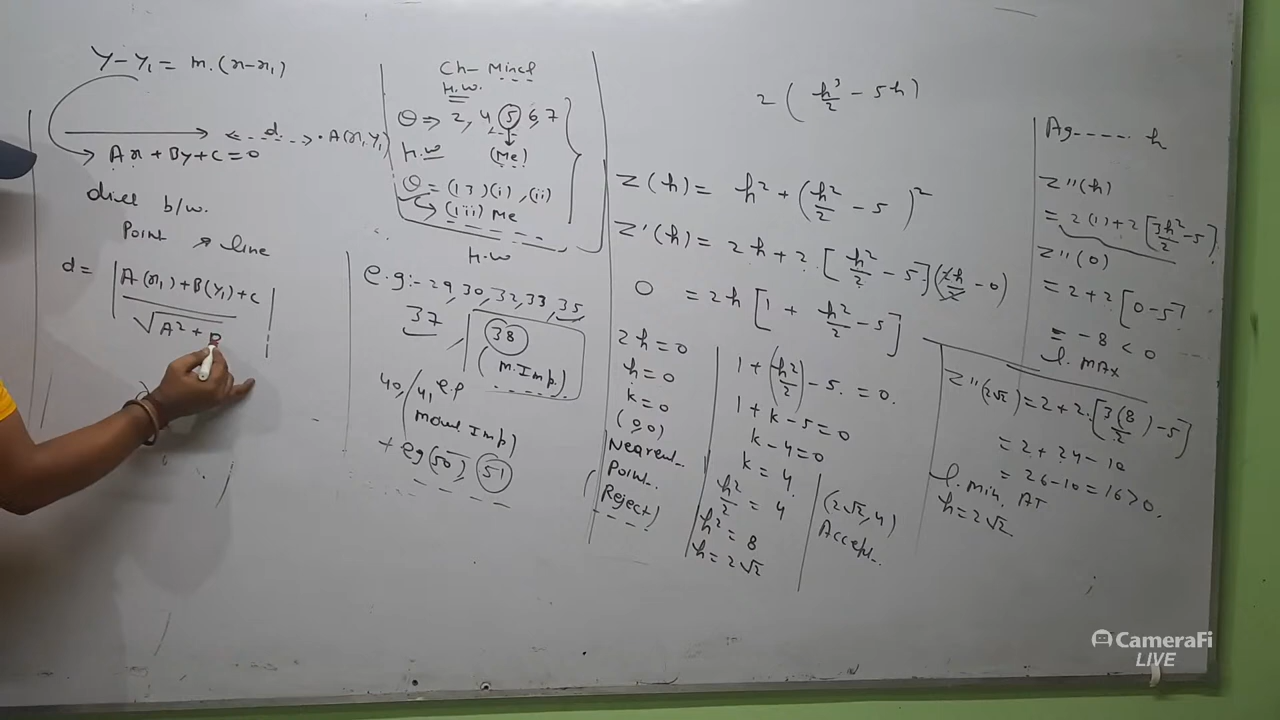 Y-Y₁ = m.(x-x₁)
d. . A(x₁,Y₁)
Ax + By + C = 0
b/w.
Point → line
d = |A(x₁)+B(Y₁)+C / √A²+B|
Ch- Misc
H.W.
Q ⇒ 2, 4, 5, 6, 7
H.W (Me)
Q = (13)(i),(ii)
(iii) Me
H.W
e.g:- 29, 30, 32, 33, 35
37, 38
(m.Imp.)
40, 41, e.g
Imp)
+ eg (50, 51
2 ( h³/2 - 5h )
Z(h) = h² + (h²/2 - 5)²
Z'(h) = 2h + 2 [h²/2 - 5](2h/2 - 0)
0 = 2h [1 + h²/2 - 5]
2h = 0
h = 0
k = 0
(0,0)
Point.
Reject)
1 + (h²/2) - 5. = 0.
1 + k - 5 = 0
k - 4 = 0
k = 4.
h²/2 = 4
h² = 8
h = 2√2
(2√2, 4)
Accept.
Ag----. h
Z''(h)
= 2(1) + 2 [3h²/2 - 5].
Z''(0)
= 2 + 2 [0-5]
= -8 < 0
l. MAX
Z''(2√2) = 2 + 2.[3(8)/2 - 5]
= 2 + 24 - 10
= 26 - 10 = 16 > 0.
l. min. AT
h = 2√2
CameraFi
LIVE